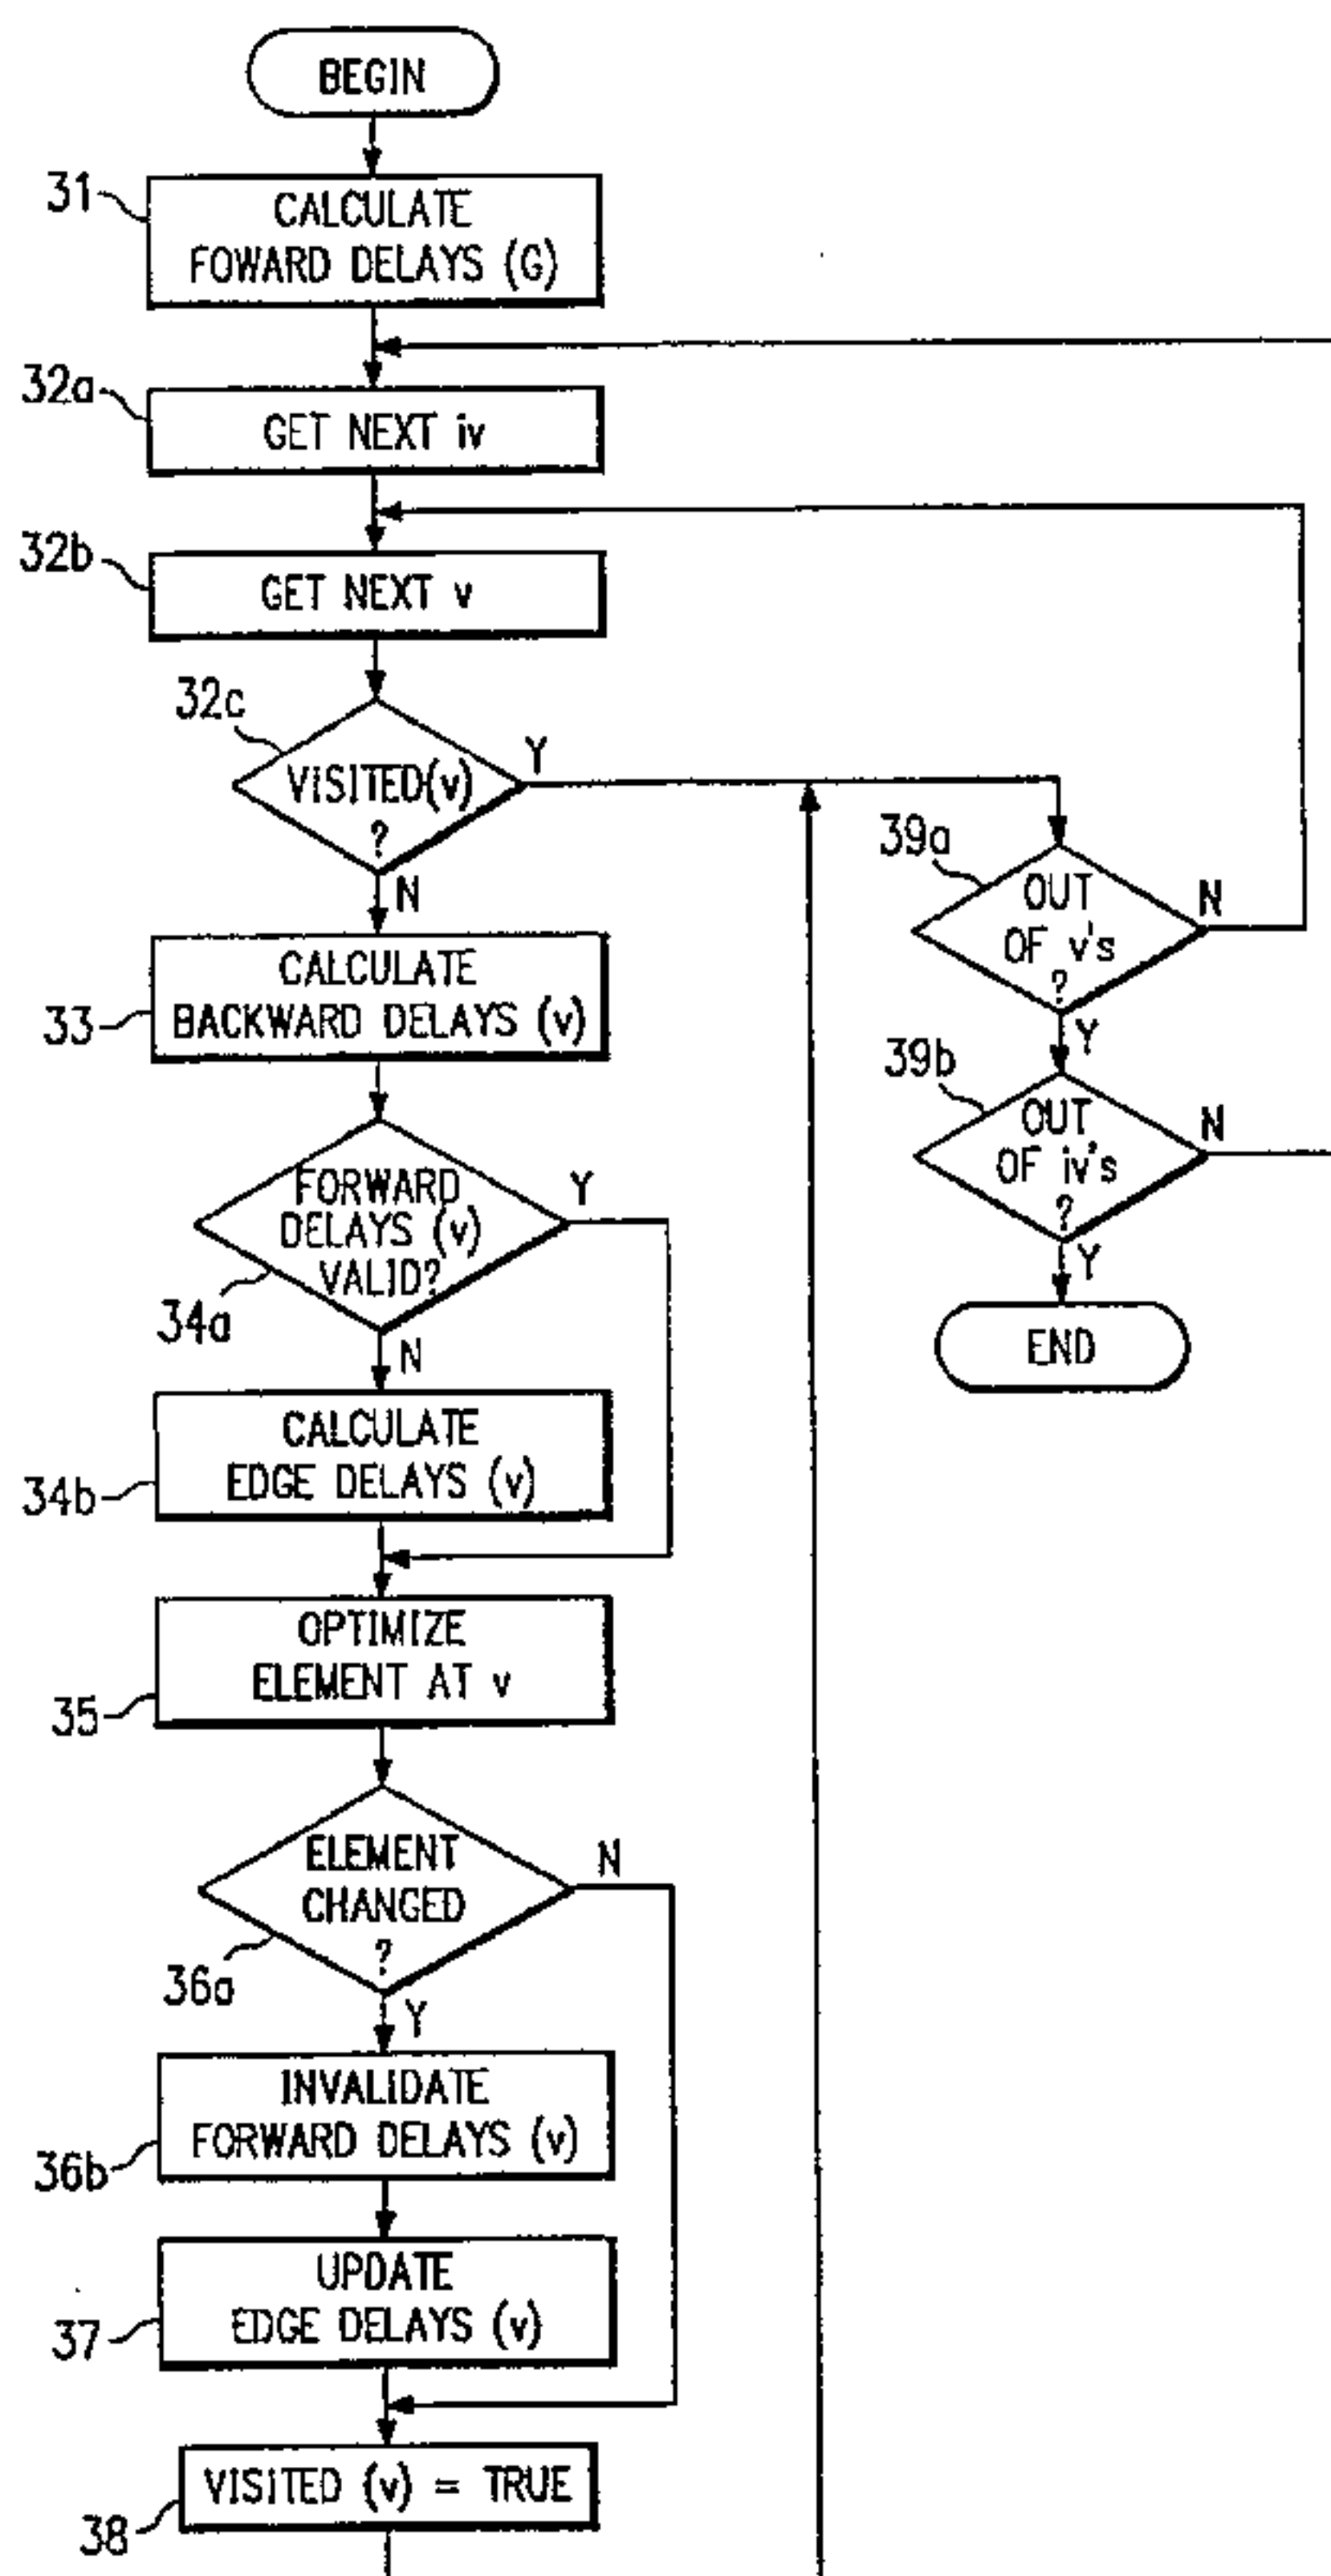 BEGIN
31
CALCULATE
FOWARD DELAYS (G)
32a
GET NEXT iv
32b
GET NEXT v
32c
VISITED(v)
?
Y
N
33
CALCULATE
BACKWARD DELAYS (v)
34a
FORWARD
DELAYS (v)
VALID?
Y
N
34b
CALCULATE
EDGE DELAYS (v)
35
OPTIMIZE
ELEMENT AT v
36a
ELEMENT
CHANGED
?
N
Y
36b
INVALIDATE
FORWARD DELAYS (v)
37
UPDATE
EDGE DELAYS (v)
38
VISITED (v) = TRUE
39a
OUT
OF v's
?
N
Y
39b
OUT
OF iv's
?
N
Y
END